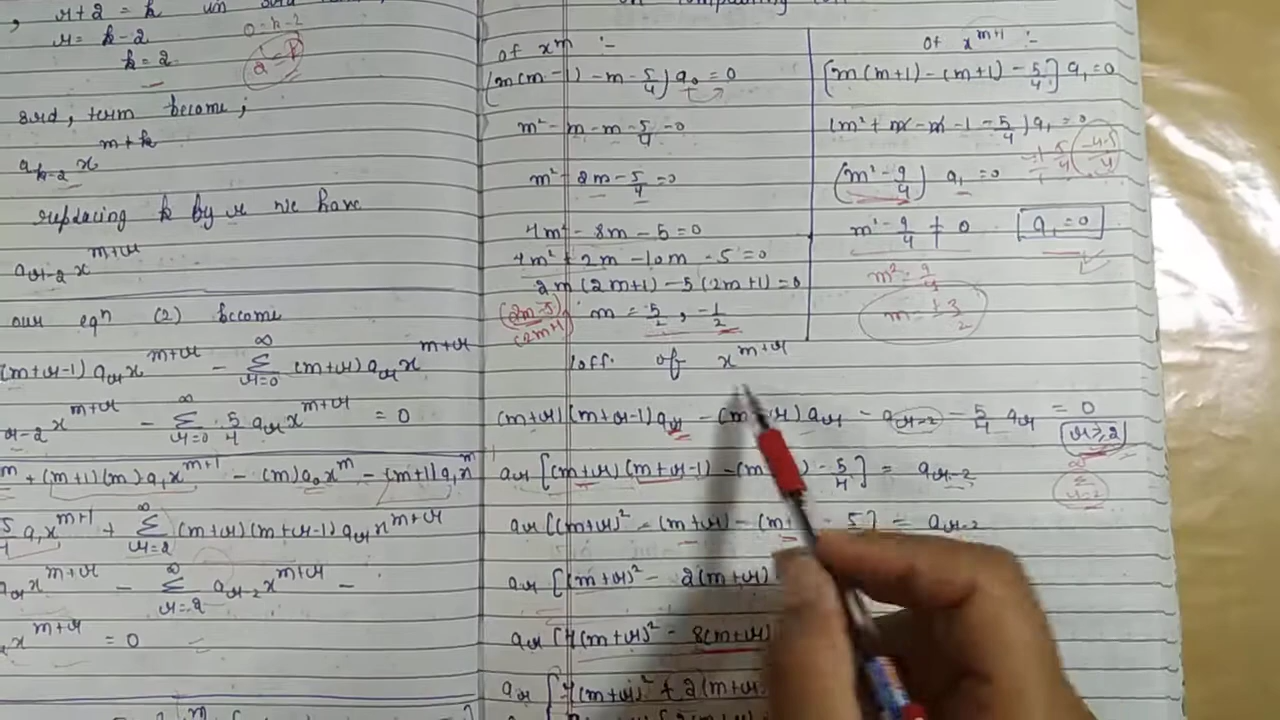 , r+2 = k
r = k-2
0 = k-2
k = 2
2 = k
3rd, term become;
a_{k-2} x^{m+k}
replacing k by r we have
a_{r-2} x^{m+r}
our eqn (2) become
(m+r-1) a_r x^{m+r} - ∑_{r=0}^{∞} (m+r) a_r x^{m+r}
a_{r-2} x^{m+r} - ∑_{r=0}^{∞} 5/4 a_r x^{m+r} = 0
x^m + (m+1)(m) a_1 x^{m+1} - (m) a_0 x^m - (m+1) a_1 x^m
5/4 a_1 x^{m+1} + ∑_{r=2}^{∞} (m+r)(m+r-1) a_r x^{m+r}
a_r x^{m+r} - ∑_{r=2}^{∞} a_{r-2} x^{m+r} -
x^{m+r} = 0
of x^m :-
(m(m-1) - m - 5/4) a_0 = 0
m² - m - m - 5/4 = 0
m² - 2m - 5/4 = 0
4m² - 8m - 5 = 0
4m² + 2m - 10m - 5 = 0
2m (2m+1) - 5 (2m+1) = 0
(2m-5)
(2m+1)
m = 5/2, -1/2
of x^{m+1} :-
[m(m+1) - (m+1) - 5/4] a_1 = 0
(m² + m - m - 1 - 5/4) a_1 = 0
-4-5/4
(m² - 9/4) a_1 = 0
m² - 9/4 ≠ 0
a_1 = 0
m² = 9/4
m = ±3/2
Coff. of x^{m+r}
(m+r)(m+r-1) a_r - (m+r) a_r - a_{r-2} - 5/4 a_r = 0
r ≥ 2
a_r [(m+r)(m+r-1) - (m ) - 5/4] = a_{r-2}
∑_{r=2}^{∞}
a_r [(m+r)² - (m+r) - (m - 5] = a_{r-2}
a_r [(m+r)² - 2(m+r)
a_r [4(m+r)² - 8(m+r)
a_r [4(m+r)² + 2(m+r)